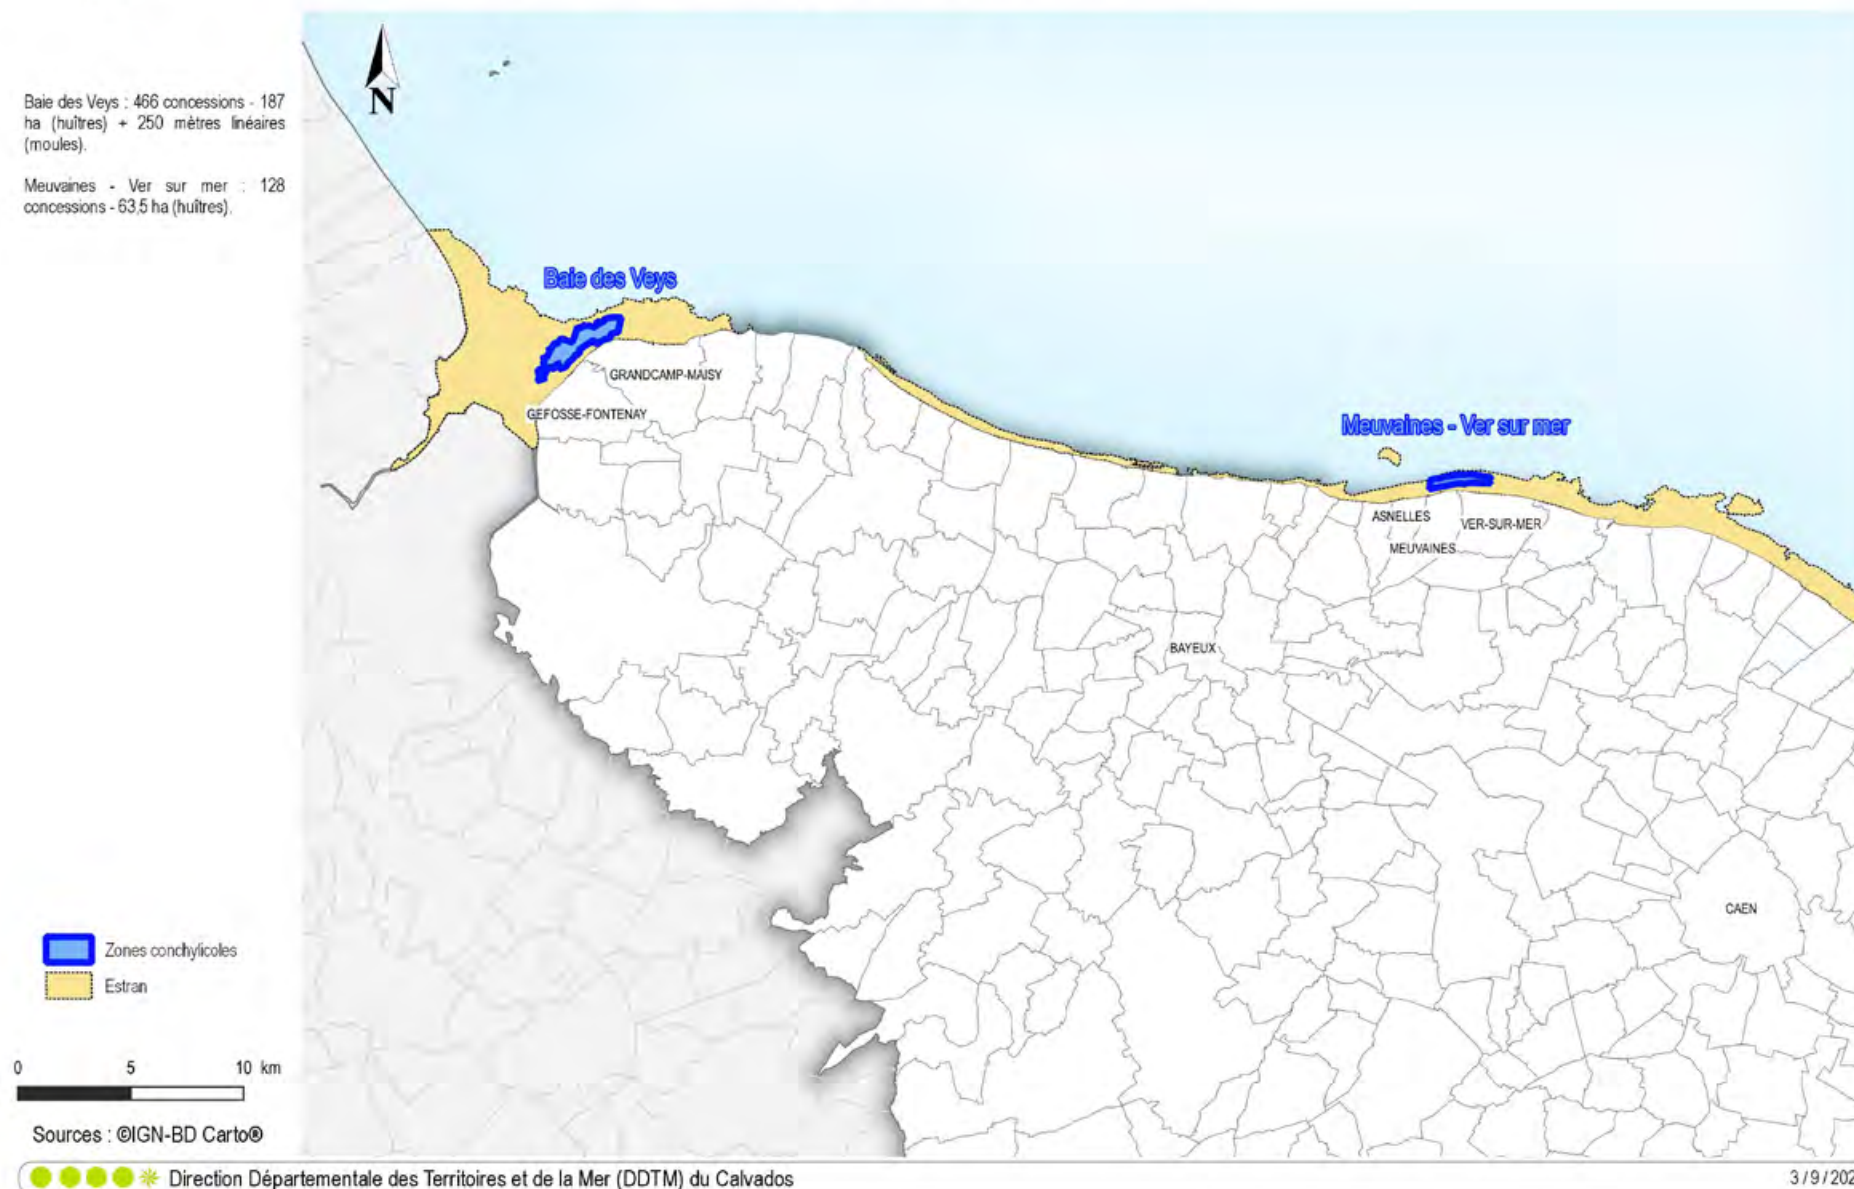 Baie des Veys : 466 concessions - 187
ha (huîtres) + 250 mètres linéaires
(moules).
Meuvaines - Ver sur mer : 128
concessions - 63,5 ha (huîtres).
N
Baie des Veys
GRANDCAMP-MAISY
GEFOSSE-FONTENAY
Meuvaines - Ver sur mer
ASNELLES
VER-SUR-MER
MEUVAINES
BAYEUX
CAEN
Zones conchylicoles
Estran
0 5 10 km
Sources : ©IGN-BD Carto®
Direction Départementale des Territoires et de la Mer (DDTM) du Calvados
3/9/202